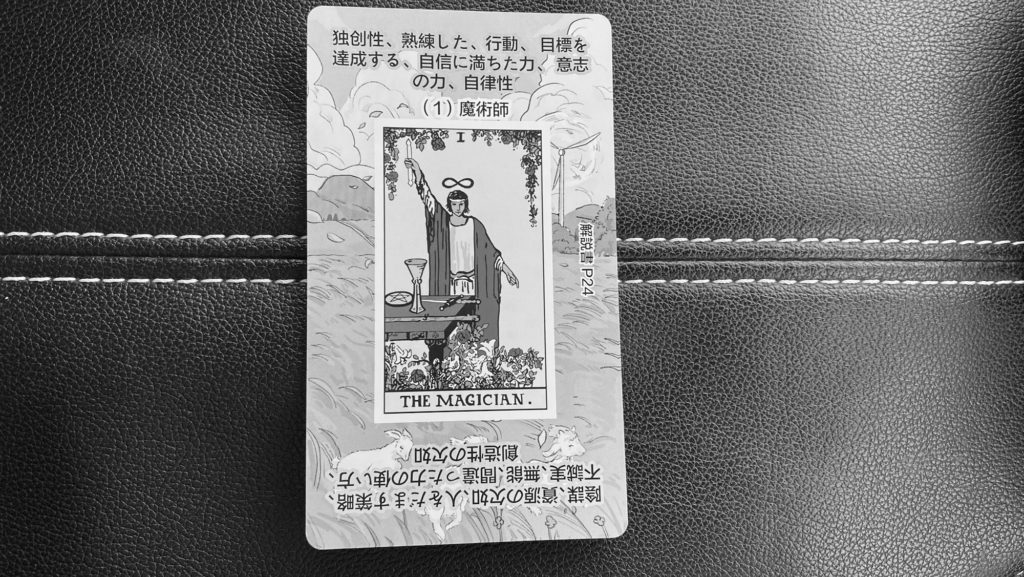 独创性、熟練した、行動、目標を
達成する、自信に満ちた力、意志
の力、自律性
（1）魔術師
I
THE MAGICIAN.
解説書 P24
陰謀、資源の欠如、人をだます策略、
不誠実、無能、間違った力の使い方、
創造性の欠如